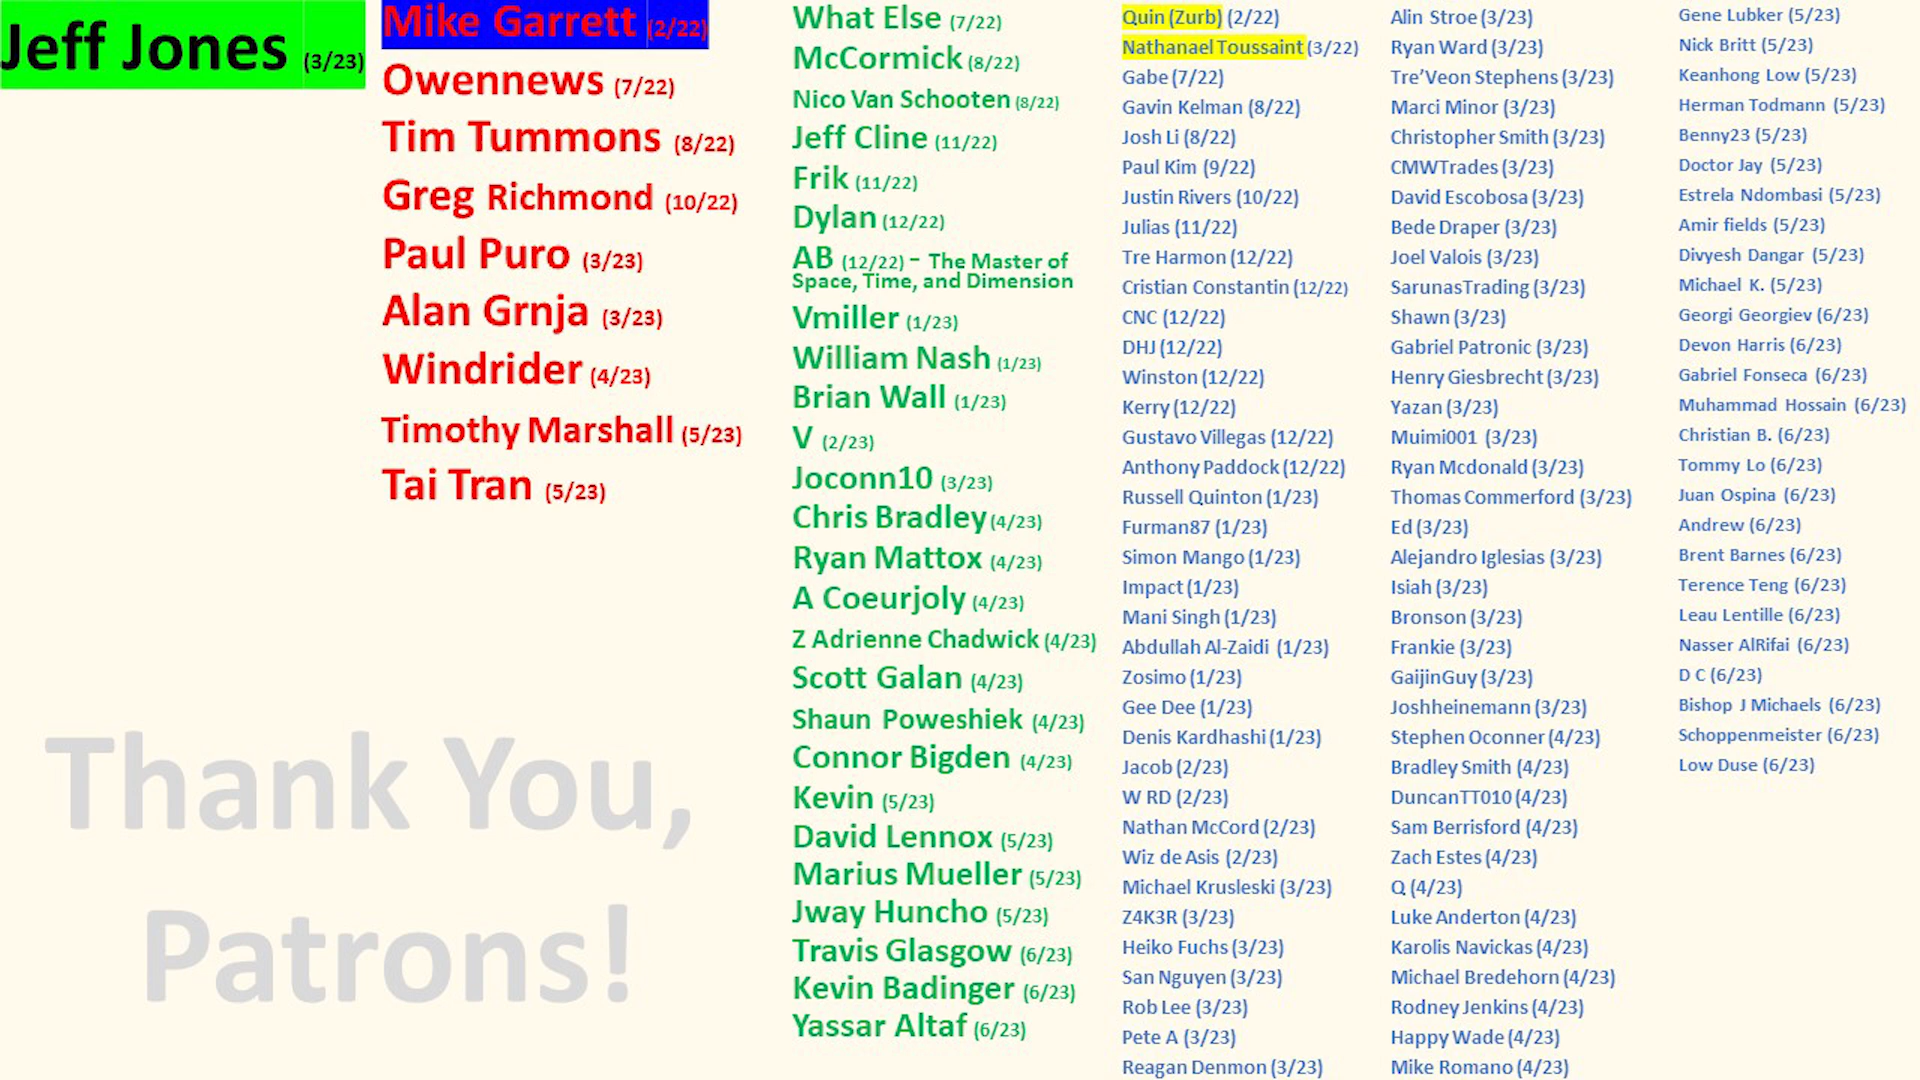 Jeff Jones (3/23)
Mike Garrett (2/22)
Owennews (7/22)
Tim Tummons (8/22)
Greg Richmond (10/22)
Paul Puro (3/23)
Alan Grnja (3/23)
Windrider (4/23)
Timothy Marshall (5/23)
Tai Tran (5/23)
Thank You,
Patrons!
What Else (7/22)
McCormick (8/22)
Nico Van Schooten (8/22)
Jeff Cline (11/22)
Frik (11/22)
Dylan (12/22)
AB (12/22) – The Master of
Space, Time, and Dimension
Vmiller (1/23)
William Nash (1/23)
Brian Wall (1/23)
V (2/23)
Joconn10 (3/23)
Chris Bradley (4/23)
Ryan Mattox (4/23)
A Coeurjoly (4/23)
Z Adrienne Chadwick (4/23)
Scott Galan (4/23)
Shaun Poweshiek (4/23)
Connor Bigden (4/23)
Kevin (5/23)
David Lennox (5/23)
Marius Mueller (5/23)
Jway Huncho (5/23)
Travis Glasgow (6/23)
Kevin Badinger (6/23)
Yassar Altaf (6/23)
Quin (Zurb) (2/22)
Nathanael Toussaint (3/22)
Gabe (7/22)
Gavin Kelman (8/22)
Josh Li (8/22)
Paul Kim (9/22)
Justin Rivers (10/22)
Julias (11/22)
Tre Harmon (12/22)
Cristian Constantin (12/22)
CNC (12/22)
DHJ (12/22)
Winston (12/22)
Kerry (12/22)
Gustavo Villegas (12/22)
Anthony Paddock (12/22)
Russell Quinton (1/23)
Furman87 (1/23)
Simon Mango (1/23)
Impact (1/23)
Mani Singh (1/23)
Abdullah Al-Zaidi (1/23)
Zosimo (1/23)
Gee Dee (1/23)
Denis Kardhashi (1/23)
Jacob (2/23)
W RD (2/23)
Nathan McCord (2/23)
Wiz de Asis (2/23)
Michael Krusleski (3/23)
Z4K3R (3/23)
Heiko Fuchs (3/23)
San Nguyen (3/23)
Rob Lee (3/23)
Pete A (3/23)
Reagan Denmon (3/23)
Alin Stroe (3/23)
Ryan Ward (3/23)
Tre’Veon Stephens (3/23)
Marci Minor (3/23)
Christopher Smith (3/23)
CMWTrades (3/23)
David Escobosa (3/23)
Bede Draper (3/23)
Joel Valois (3/23)
SarunasTrading (3/23)
Shawn (3/23)
Gabriel Patronic (3/23)
Henry Giesbrecht (3/23)
Yazan (3/23)
Muimi001 (3/23)
Ryan Mcdonald (3/23)
Thomas Commerford (3/23)
Ed (3/23)
Alejandro Iglesias (3/23)
Isiah (3/23)
Bronson (3/23)
Frankie (3/23)
GaijinGuy (3/23)
Joshheinemann (3/23)
Stephen Oconner (4/23)
Bradley Smith (4/23)
DuncanTT010 (4/23)
Sam Berrisford (4/23)
Zach Estes (4/23)
Q (4/23)
Luke Anderton (4/23)
Karolis Navickas (4/23)
Michael Bredehorn (4/23)
Rodney Jenkins (4/23)
Happy Wade (4/23)
Mike Romano (4/23)
Gene Lubker (5/23)
Nick Britt (5/23)
Keanhong Low (5/23)
Herman Todmann (5/23)
Benny23 (5/23)
Doctor Jay (5/23)
Estrela Ndombasi (5/23)
Amir fields (5/23)
Divyesh Dangar (5/23)
Michael K. (5/23)
Georgi Georgiev (6/23)
Devon Harris (6/23)
Gabriel Fonseca (6/23)
Muhammad Hossain (6/23)
Christian B. (6/23)
Tommy Lo (6/23)
Juan Ospina (6/23)
Andrew (6/23)
Brent Barnes (6/23)
Terence Teng (6/23)
Leau Lentille (6/23)
Nasser AlRifai (6/23)
D C (6/23)
Bishop J Michaels (6/23)
Schoppenmeister (6/23)
Low Duse (6/23)